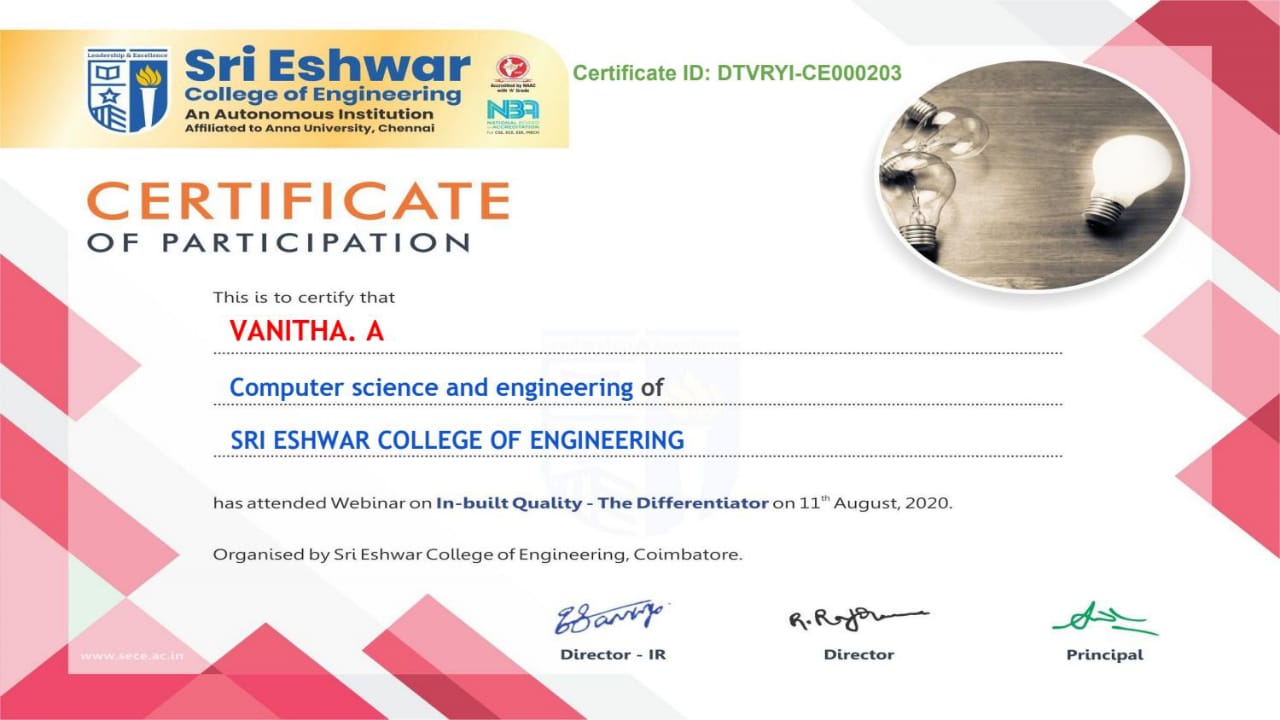 Leadership & Excellence
Sri Eshwar
College of Engineering
An Autonomous Institution
Affiliated to Anna University, Chennai
Accredited by NAAC
with 'A' Grade
NBA
NATIONAL BOARD
of ACCREDITATION
For CSE, ECE, EEE, MECH
Certificate ID: DTVRYI-CE000203
CERTIFICATE
OF PARTICIPATION
This is to certify that
VANITHA. A
Computer science and engineering of
SRI ESHWAR COLLEGE OF ENGINEERING
has attended Webinar on In-built Quality - The Differentiator on 11th August, 2020.
Organised by Sri Eshwar College of Engineering, Coimbatore.
Director - IR
Director
Principal
www.sece.ac.in